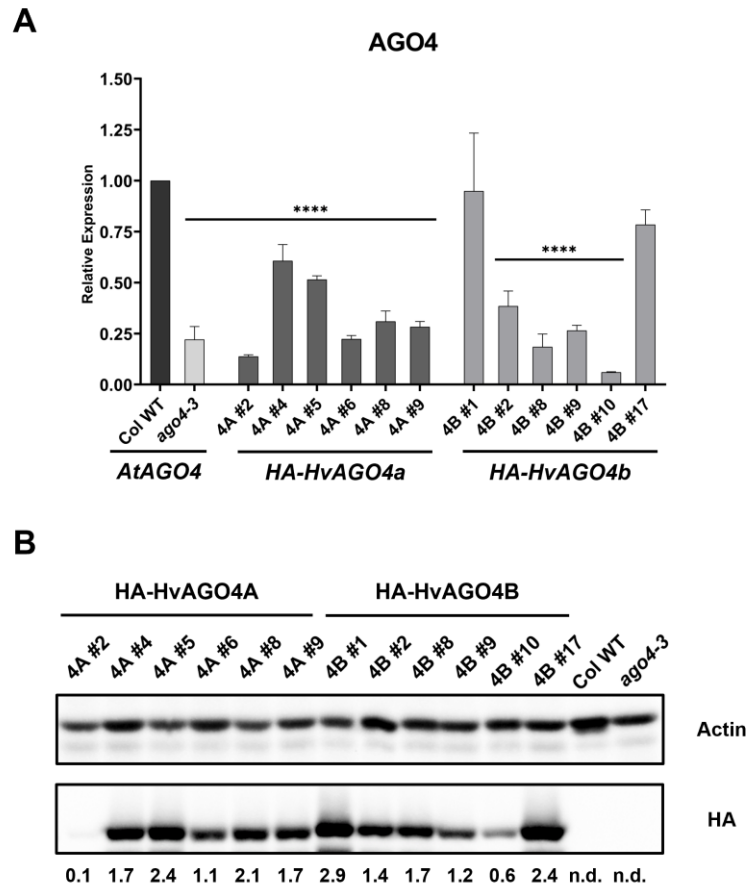 A
AGO4
Relative Expression
1.50
1.25
1.00
0.75
0.50
0.25
0.00
**** ****
Col WT ago4-3 4A #2 4A #4 4A #5 4A #6 4A #8 4A #9 4B #1 4B #2 4B #8 4B #9 4B #10 4B #17
AtAGO4 HA-HvAGO4a HA-HvAGO4b
B
HA-HvAGO4A HA-HvAGO4B
4A #2 4A #4 4A #5 4A #6 4A #8 4A #9 4B #1 4B #2 4B #8 4B #9 4B #10 4B #17 Col WT ago4-3
Actin
HA
0.1 1.7 2.4 1.1 2.1 1.7 2.9 1.4 1.7 1.2 0.6 2.4 n.d. n.d.